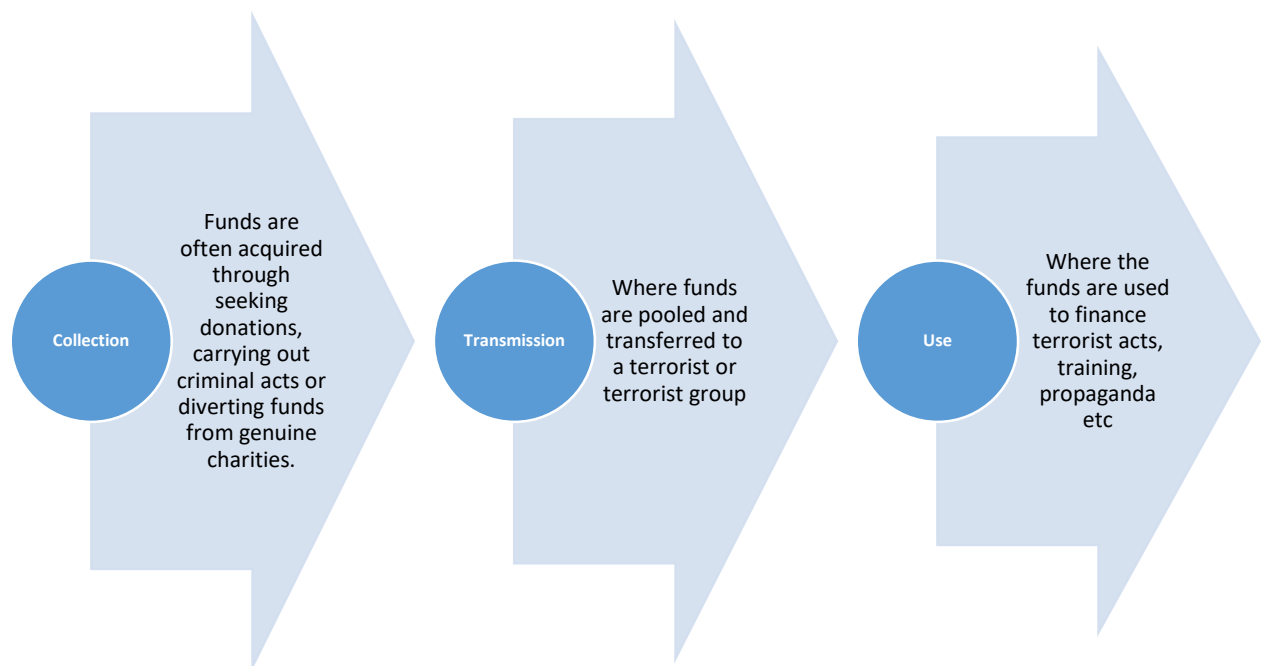 Collection
Funds are
often acquired
through
seeking
donations,
carrying out
criminal acts or
diverting funds
from genuine
charities.
Transmission
Where funds
are pooled and
transferred to
a terrorist or
terrorist group
Use
Where the
funds are used
to finance
terrorist acts,
training,
propaganda
etc